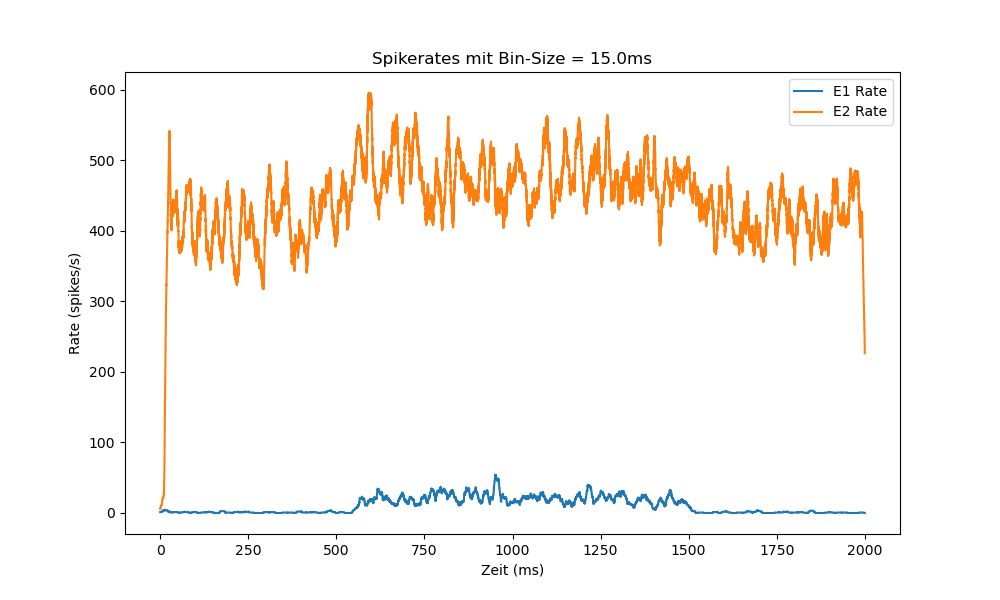 Spikerates mit Bin-Size = 15.0ms
E1 Rate
E2 Rate
600
500
400
300
200
100
0
Rate (spikes/s)
0 250 500 750 1000 1250 1500 1750 2000
Zeit (ms)